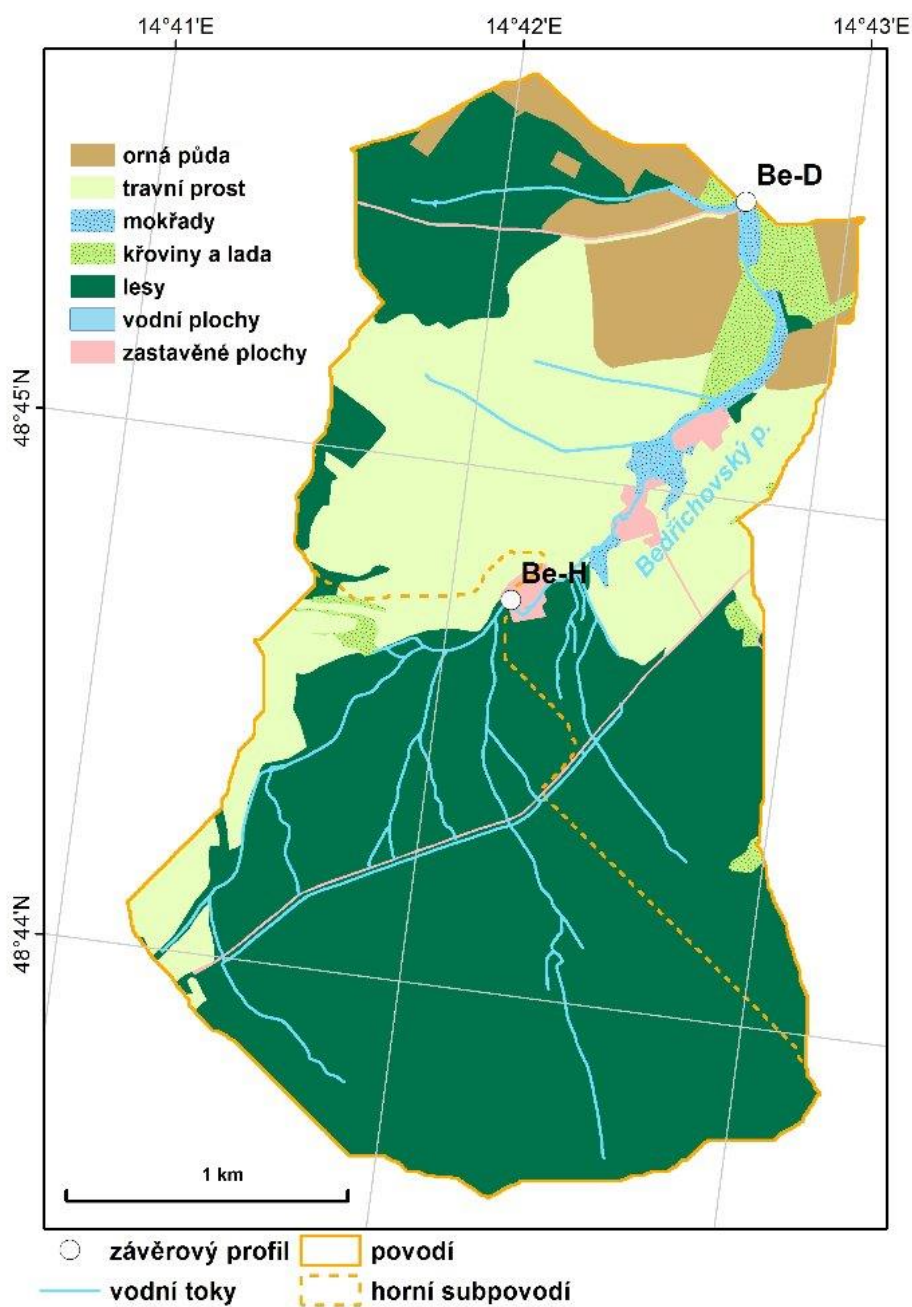 14°41'E 14°42'E 14°43'E
orná půda
travní prost
mokřady
křoviny a lada
lesy
vodní plochy
zastavěné plochy
Be-D
48°45'N
Bedřichovský p.
Be-H
48°44'N
1 km
závěrový profil povodí
vodní toky horní subpovodí